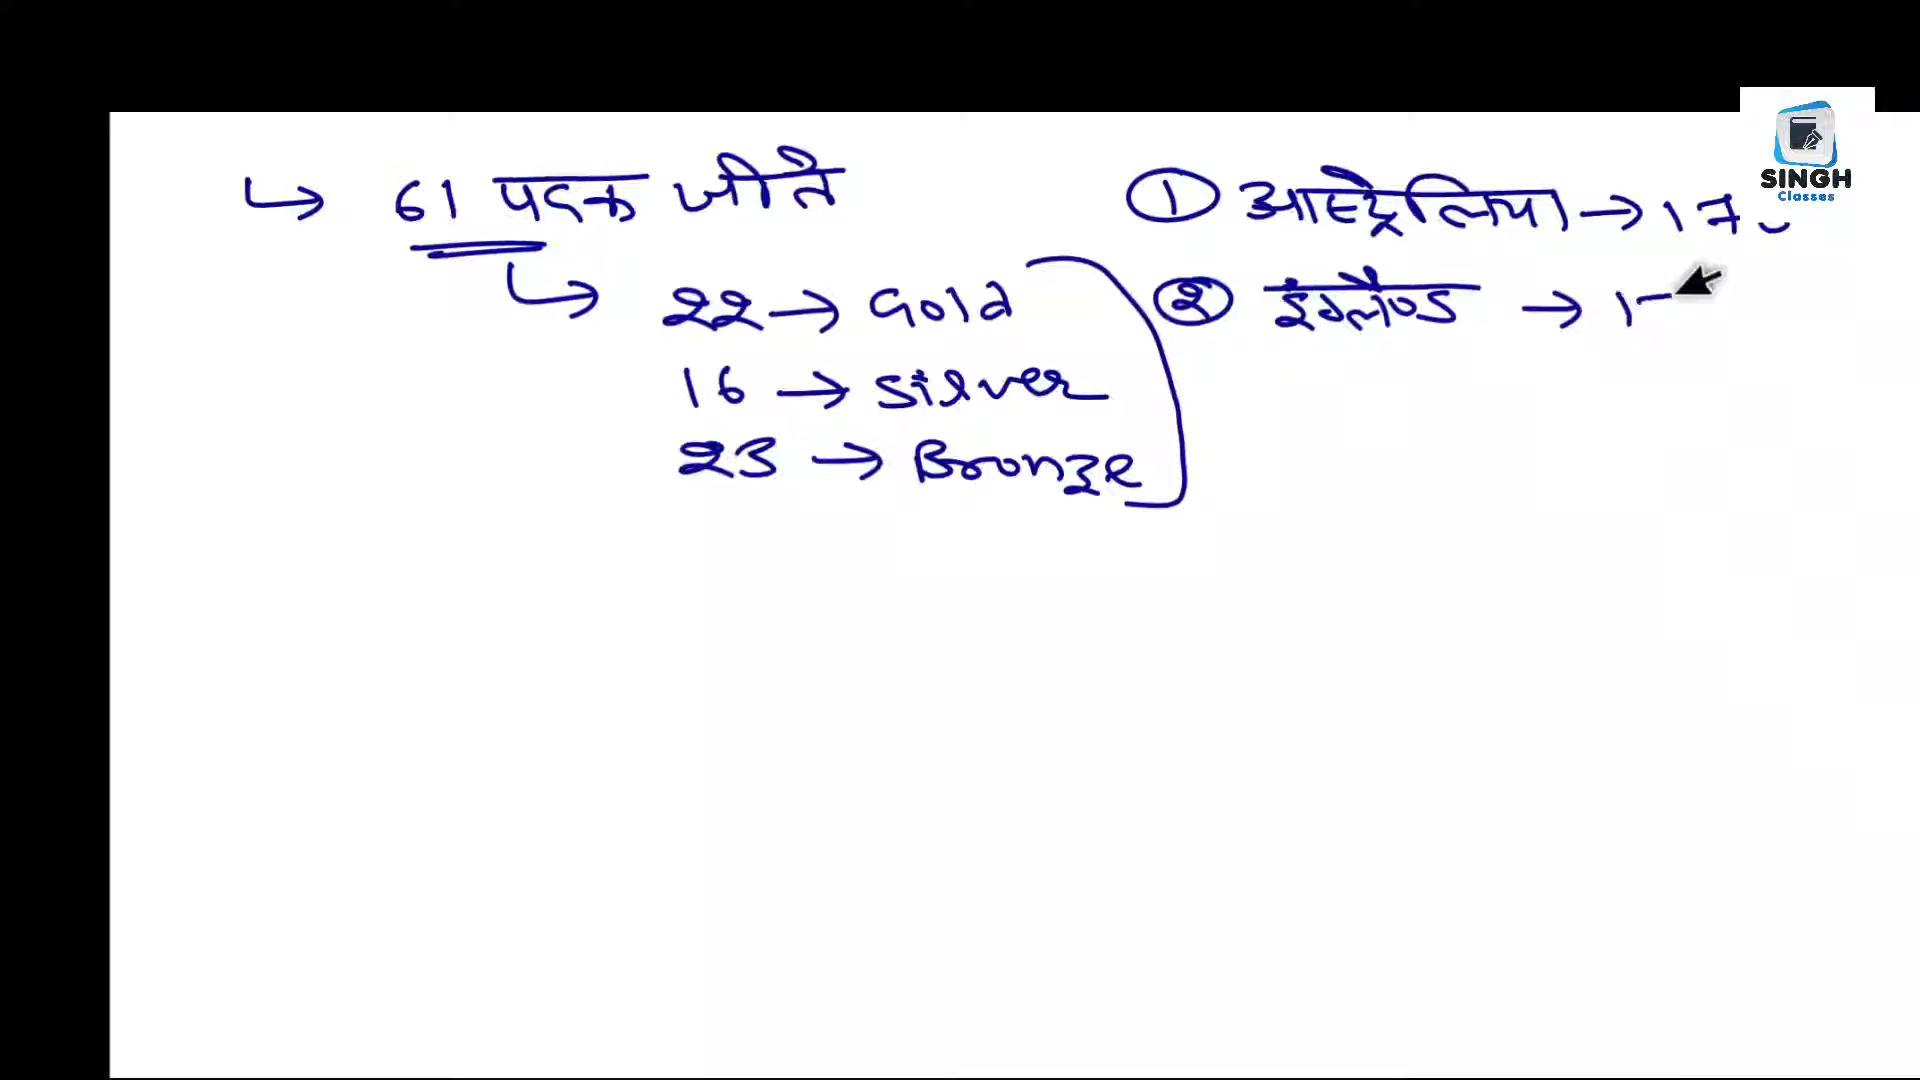 ↳ 61 पदक जीते
↳ 22 → Gold
16 → Silver
23 → Bronze
① आस्ट्रेलिया → 17
② इंग्लैण्ड → 1
SINGH
Classes